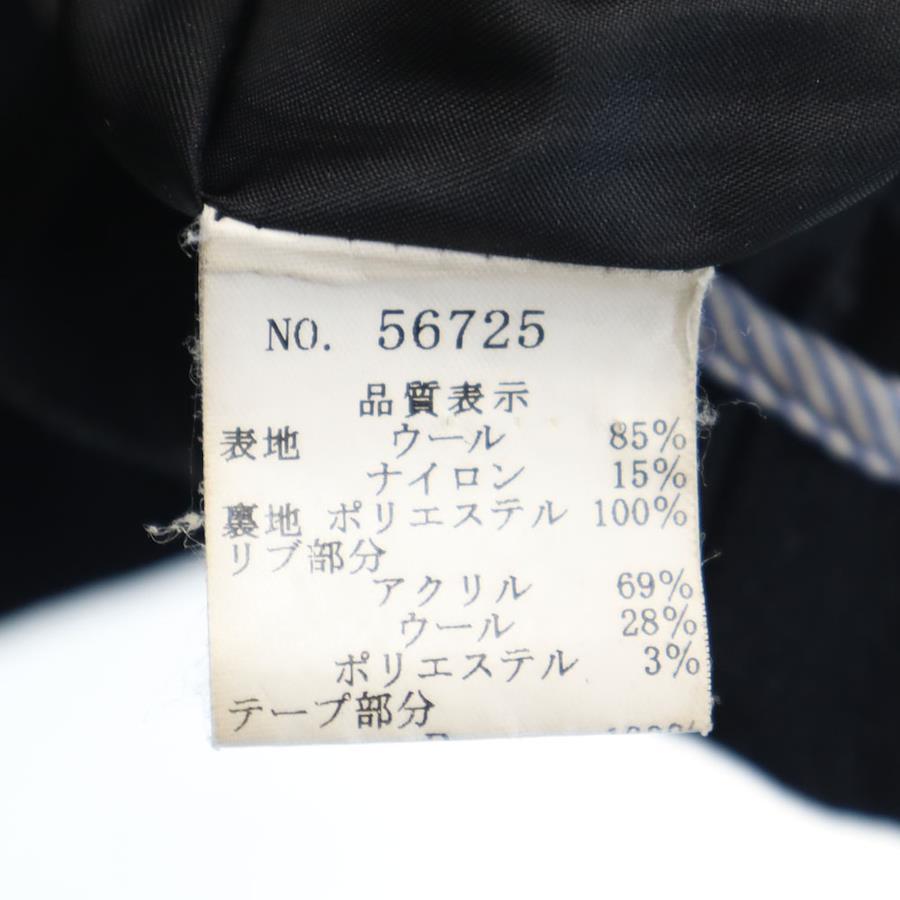 NO. 56725
品質表示
表地 ウール 85%
ナイロン 15%
裏地 ポリエステル 100%
リブ部分
アクリル 69%
ウール 28%
ポリエステル 3%
テープ部分